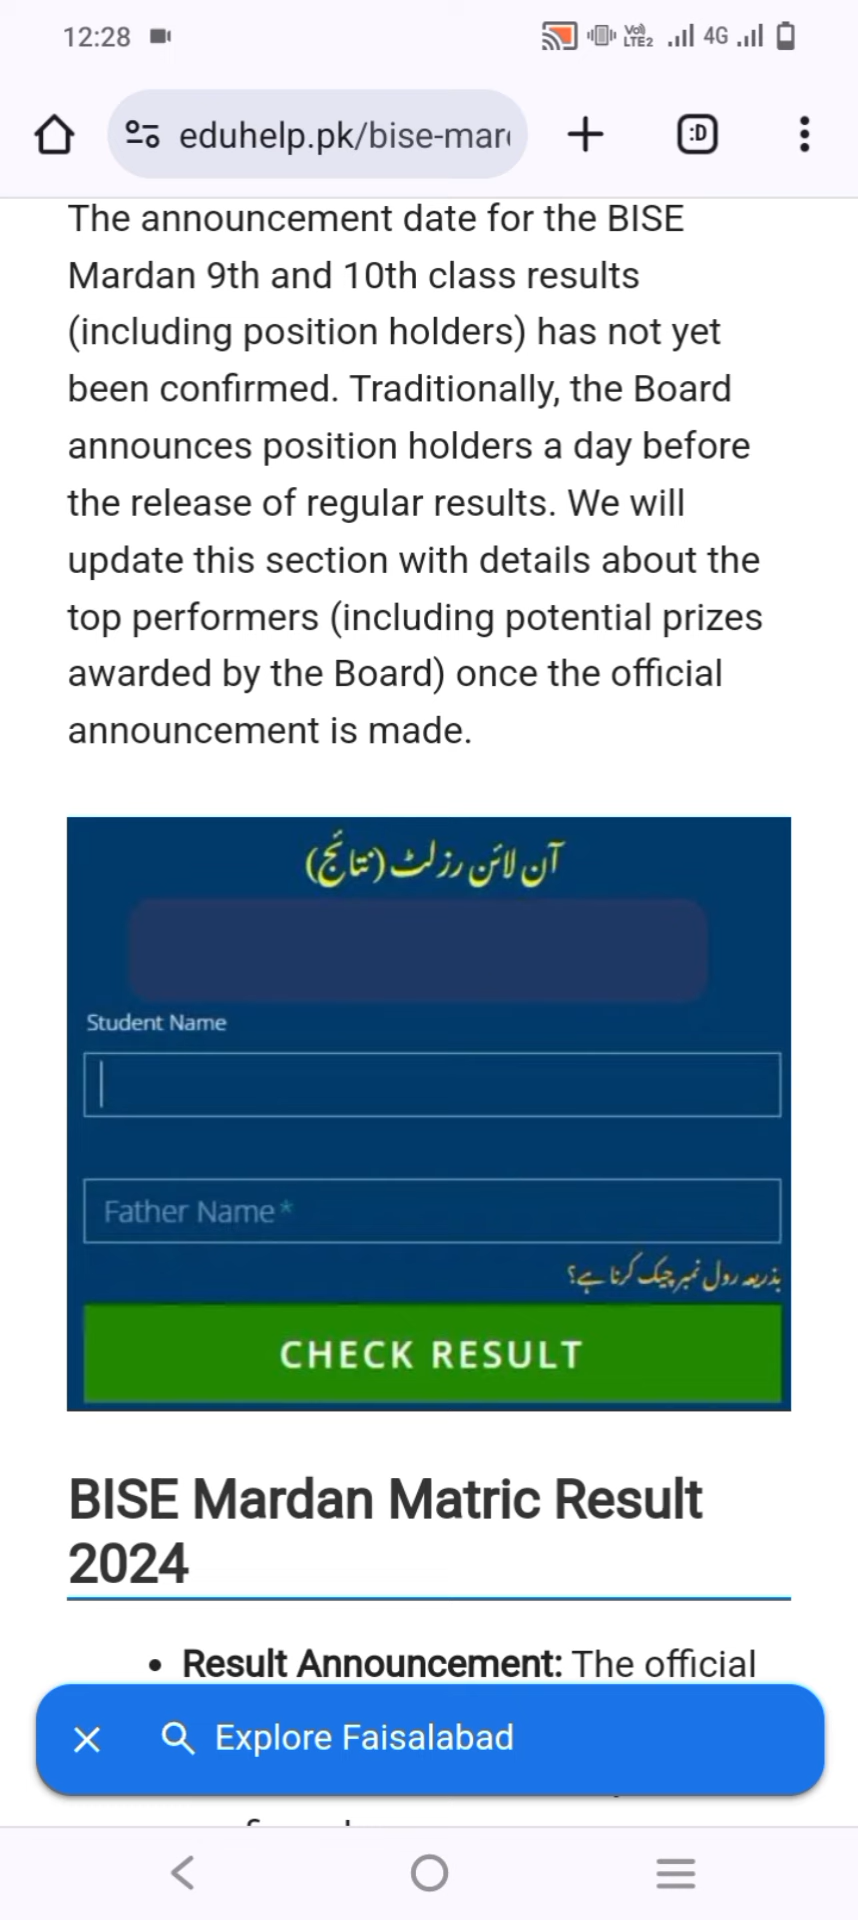 12:28
Vo)
LTE2
4G
eduhelp.pk/bise-mar
:D
The announcement date for the BISE
Mardan 9th and 10th class results
(including position holders) has not yet
been confirmed. Traditionally, the Board
announces position holders a day before
the release of regular results. We will
update this section with details about the
top performers (including potential prizes
awarded by the Board) once the official
announcement is made.
آن لائن رزلٹ (نتائج)
Student Name
Father Name*
بذریعہ رول نمبر چیک کرنا ہے؟
CHECK RESULT
BISE Mardan Matric Result
2024
• Result Announcement: The official
Explore Faisalabad